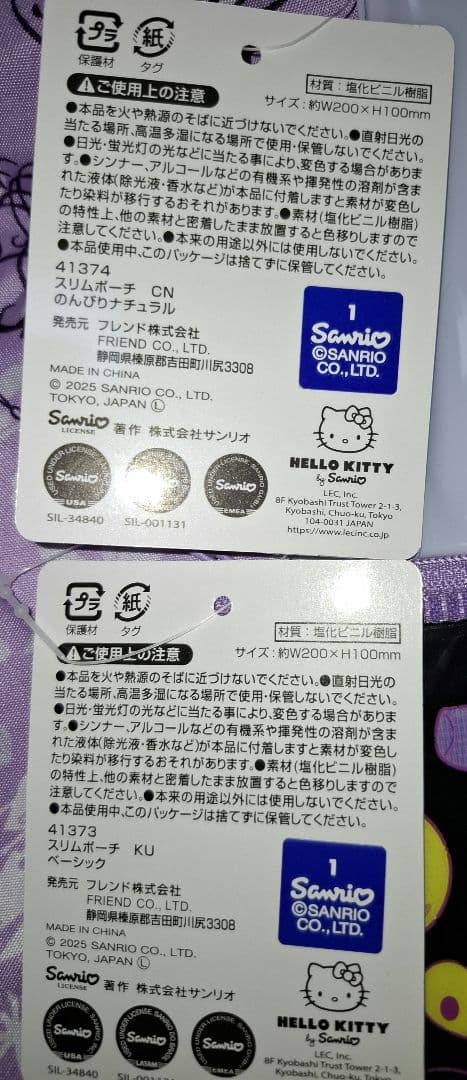 プラ
紙
保護材
タグ
材質：塩化ビニル樹脂
ご使用上の注意
サイズ：約W200×H100mm
●本品を火や熱源のそばに近づけないでください。●直射日光の
当たる場所、高温多湿になる場所で使用・保管しないでください。
●日光・蛍光灯の光などに当たる事により、変色する場合がありま
す。●シンナー、アルコールなどの有機系や揮発性の溶剤が含ま
れた液体(除光液・香水など)が本品に付着しますと素材が変色し
たり染料が移行するおそれがあります。●素材(塩化ビニル樹脂)
の特性上、他の素材と密着したまま放置すると色移りしますので
注意してください。●本来の用途以外には使用しないでください。
●本品使用中、このパッケージは捨てずに保管してください。
41374
スリムポーチ CN
のんびりナチュラル
発売元 フレンド株式会社
FRIEND CO., LTD.
静岡県榛原郡吉田町川尻3308
MADE IN CHINA
© 2025 SANRIO CO., LTD.
TOKYO, JAPAN Ⓛ
1
Sanrio
©SANRIO
CO., LTD.
Sanrio
LICENSE
著作 株式会社サンリオ
Sanrio
USA
Sanrio
EMEA
SIL-34840
SIL-001131
HELLO KITTY
by Sanrio
LEC, Inc.
8F Kyobashi Trust Tower 2-1-3,
Kyobashi, Chuo-ku, Tokyo
104-0031 JAPAN
https://www.lecinc.co.jp
プラ
紙
保護材
タグ
材質：塩化ビニル樹脂
ご使用上の注意
サイズ：約W200×H100mm
●本品を火や熱源のそばに近づけないでください。●直射日光の
当たる場所、高温多湿になる場所で使用・保管しないでください。
●日光・蛍光灯の光などに当たる事により、変色する場合がありま
す。●シンナー、アルコールなどの有機系や揮発性の溶剤が含ま
れた液体(除光液・香水など)が本品に付着しますと素材が変色し
たり染料が移行するおそれがあります。●素材(塩化ビニル樹脂)
の特性上、他の素材と密着したまま放置すると色移りしますので
注意してください。●本来の用途以外には使用しないでください。
●本品使用中、このパッケージは捨てずに保管してください。
41373
スリムポーチ KU
ベーシック
発売元 フレンド株式会社
FRIEND CO., LTD.
静岡県榛原郡吉田町川尻3308
MADE IN CHINA
© 2025 SANRIO CO., LTD.
TOKYO, JAPAN Ⓛ
1
Sanrio
©SANRIO
CO., LTD.
Sanrio
LICENSE
著作 株式会社サンリオ
Sanrio
USA
Sanrio
LATAM
Sanrio
EMEA
SIL-34840
HELLO KITTY
by Sanrio
LEC, Inc.
8F Kyobashi Trust Tower 2-1-3,
Kyobashi, Chuo-ku, Tokyo